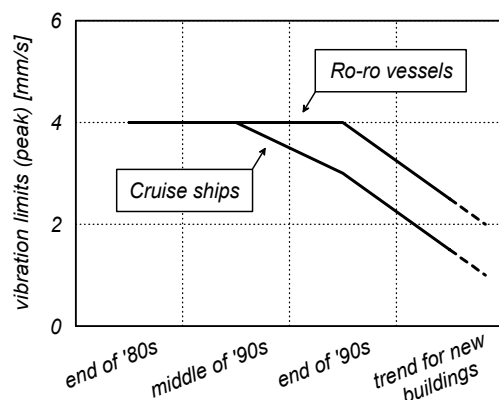 vibration limits (peak) [mm/s]
6
4
2
0
Ro-ro vessels
Cruise ships
end of '80s
middle of '90s
end of '90s
trend for new
buildings